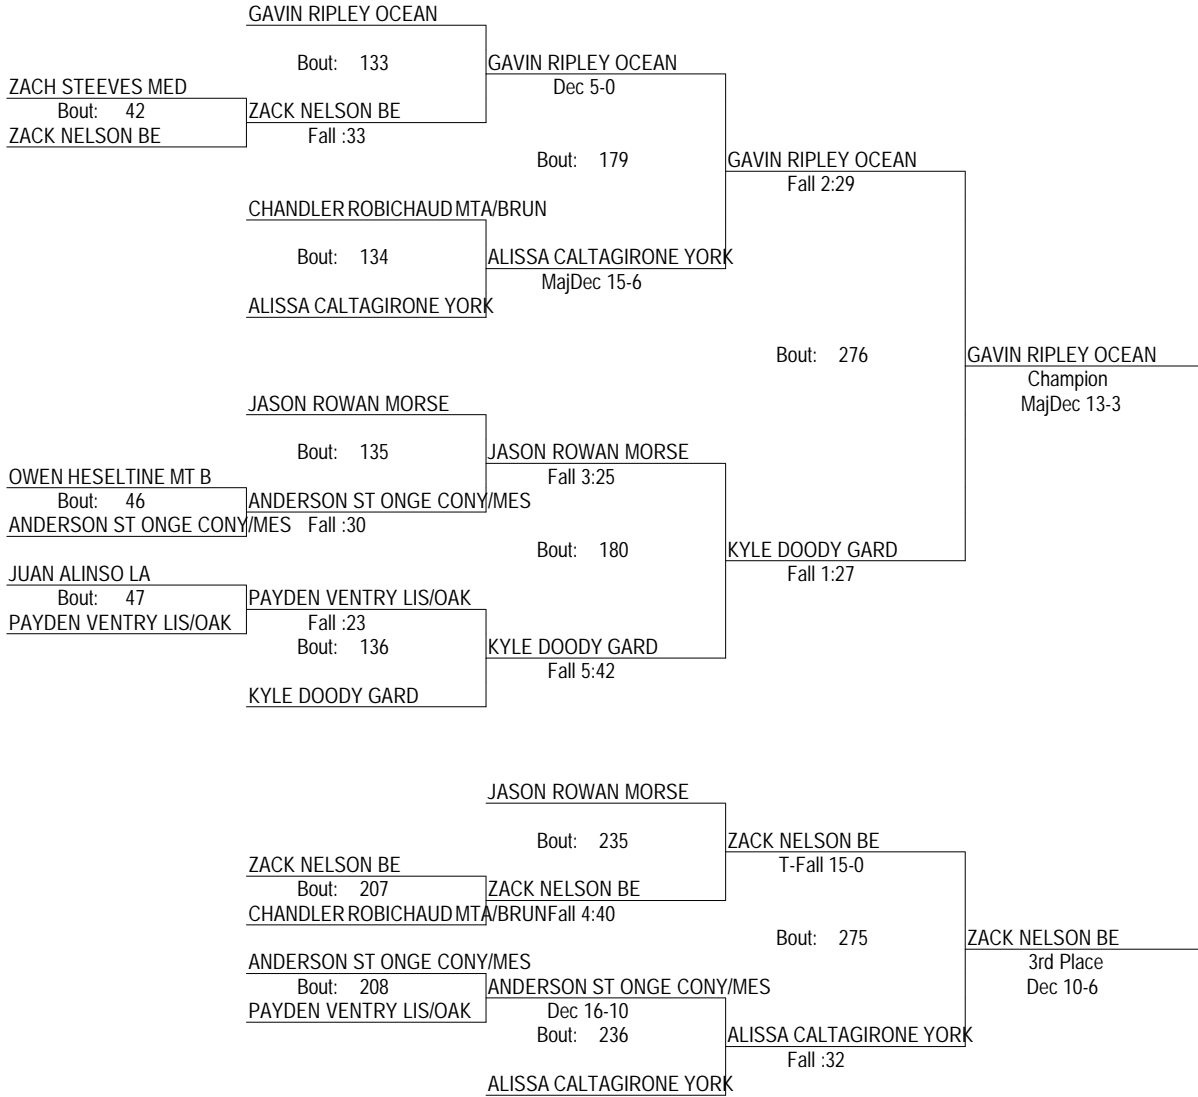 GAVIN RIPLEY OCEAN
Bout: 133
GAVIN RIPLEY OCEAN
Dec 5-0
ZACH STEEVES MED
Bout: 42
ZACK NELSON BE
ZACK NELSON BE
Fall :33
Bout: 179
GAVIN RIPLEY OCEAN
Fall 2:29
CHANDLER ROBICHAUD MTA/BRUN
Bout: 134
ALISSA CALTAGIRONE YORK
MajDec 15-6
ALISSA CALTAGIRONE YORK
Bout: 276
GAVIN RIPLEY OCEAN
Champion
MajDec 13-3
JASON ROWAN MORSE
Bout: 135
JASON ROWAN MORSE
Fall 3:25
OWEN HESELTINE MT B
Bout: 46
ANDERSON ST ONGE CONY/MES
ANDERSON ST ONGE CONY/MES
Fall :30
Bout: 180
KYLE DOODY GARD
Fall 1:27
JUAN ALINSO LA
Bout: 47
PAYDEN VENTRY LIS/OAK
PAYDEN VENTRY LIS/OAK
Fall :23
Bout: 136
KYLE DOODY GARD
Fall 5:42
KYLE DOODY GARD
JASON ROWAN MORSE
Bout: 235
ZACK NELSON BE
T-Fall 15-0
ZACK NELSON BE
Bout: 207
CHANDLER ROBICHAUD MTA/BRUN
ZACK NELSON BE
Fall 4:40
Bout: 275
ZACK NELSON BE
3rd Place
Dec 10-6
ANDERSON ST ONGE CONY/MES
Bout: 208
PAYDEN VENTRY LIS/OAK
ANDERSON ST ONGE CONY/MES
Dec 16-10
Bout: 236
ALISSA CALTAGIRONE YORK
Fall :32
ALISSA CALTAGIRONE YORK